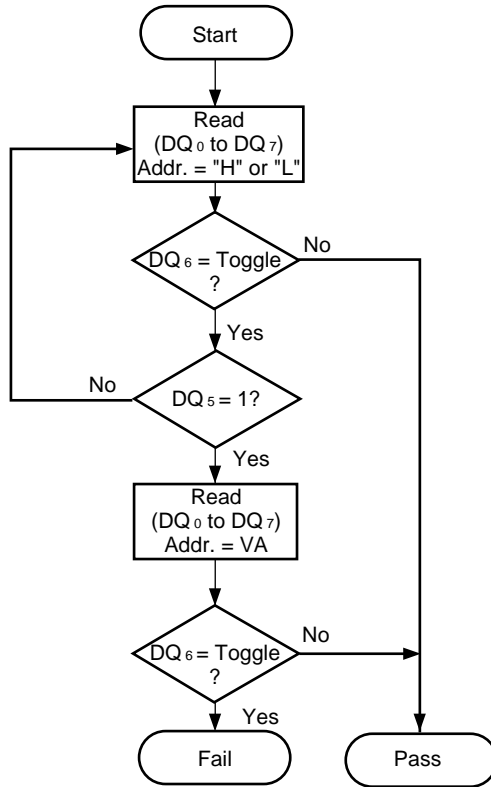 Start
Read
(DQ0 to DQ7)
Addr. = "H" or "L"
No
DQ6 = Toggle
?
Yes
No
DQ5 = 1?
Yes
Read
(DQ0 to DQ7)
Addr. = VA
No
DQ6 = Toggle
?
Yes
Fail
Pass